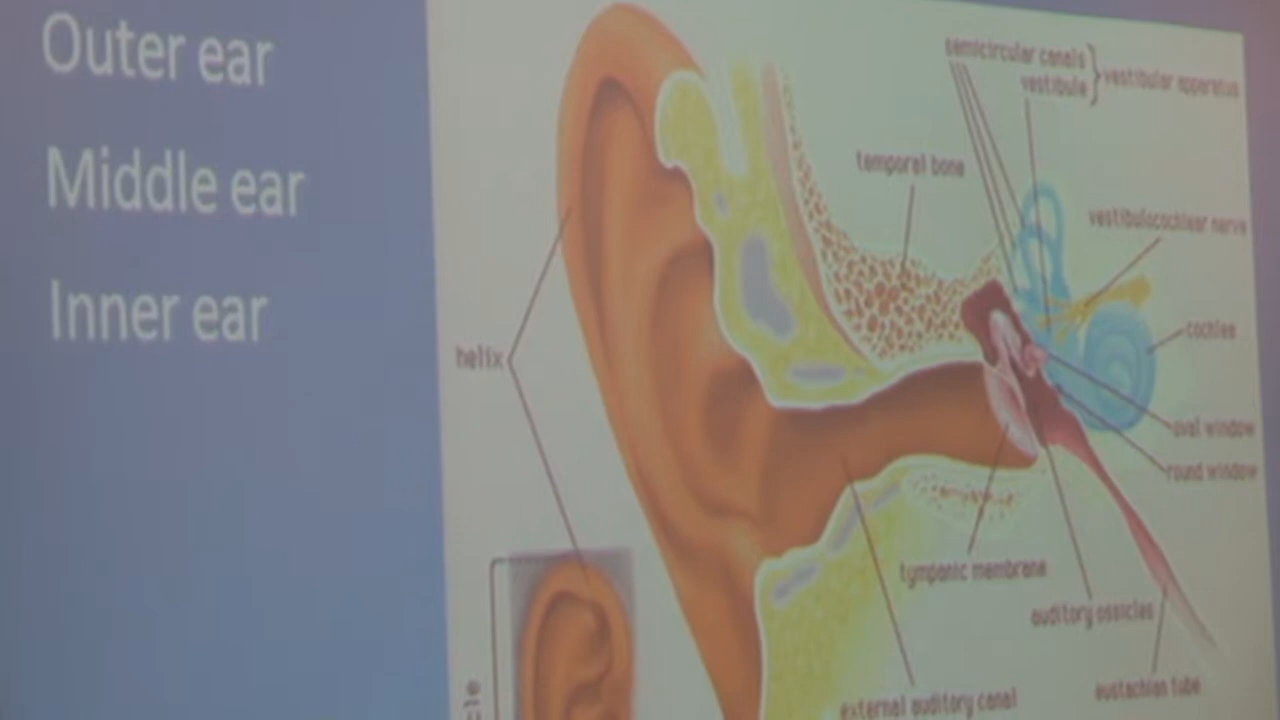 Outer ear
Middle ear
Inner ear
semicircular canals
vestibule
vestibular apparatus
temporal bone
vestibulocochlear nerve
cochlea
helix
oval window
round window
tympanic membrane
auditory ossicles
eustachian tube
external auditory canal